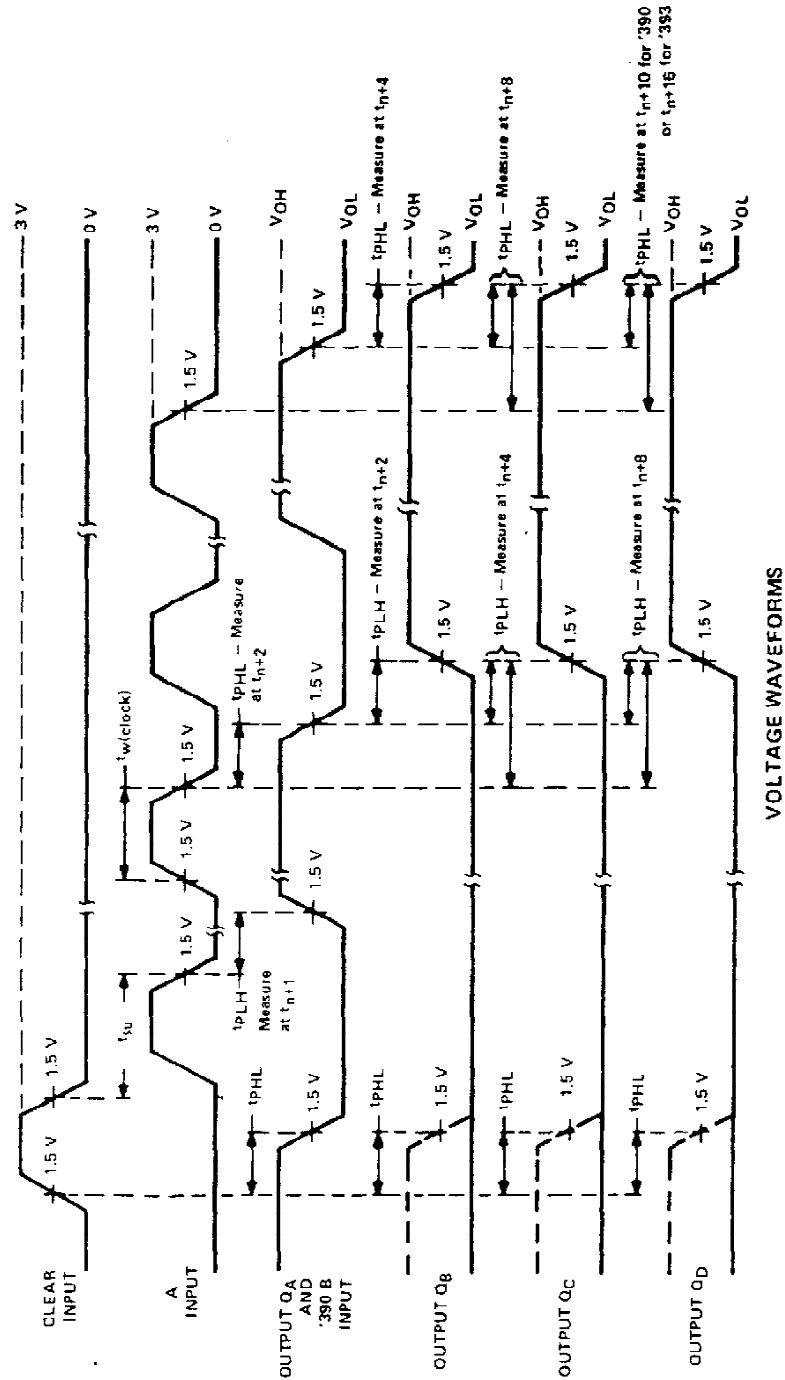 CLEAR
INPUT
1.5 V
1.5 V
3 V
0 V
A
INPUT
tsu
1.5 V
1.5 V
tw(clock)
1.5 V
1.5 V
3 V
0 V
OUTPUT QA
AND
'390 B
INPUT
tPHL
1.5 V
tPLH
Measure
at tn+1
1.5 V
tPHL — Measure
at tn+2
1.5 V
1.5 V
VOH
VOL
OUTPUT QB
tPHL
1.5 V
tPLH — Measure at tn+2
1.5 V
tPHL — Measure at tn+4
VOH
1.5 V
VOL
OUTPUT QC
tPHL
1.5 V
tPLH — Measure at tn+4
1.5 V
tPHL — Measure at tn+8
VOH
1.5 V
VOL
OUTPUT QD
tPHL
1.5 V
tPLH — Measure at tn+8
1.5 V
tPHL — Measure at tn+10 for '390
or tn+16 for '393
VOH
1.5 V
VOL
VOLTAGE WAVEFORMS